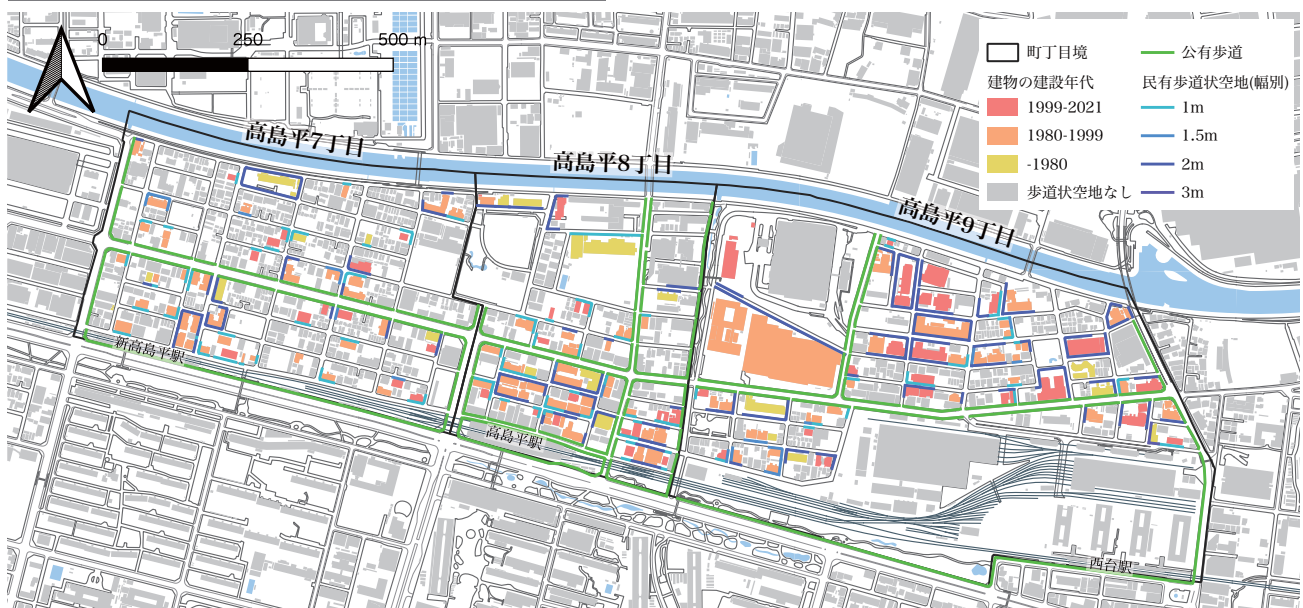 0 250 500 m
高島平7丁目
高島平8丁目
高島平9丁目
新高島平駅
高島平駅
西台駅
町丁目境
建物の建設年代
1999-2021
1980-1999
-1980
歩道状空地なし
公有歩道
民有歩道状空地(幅別)
1m
1.5m
2m
3m